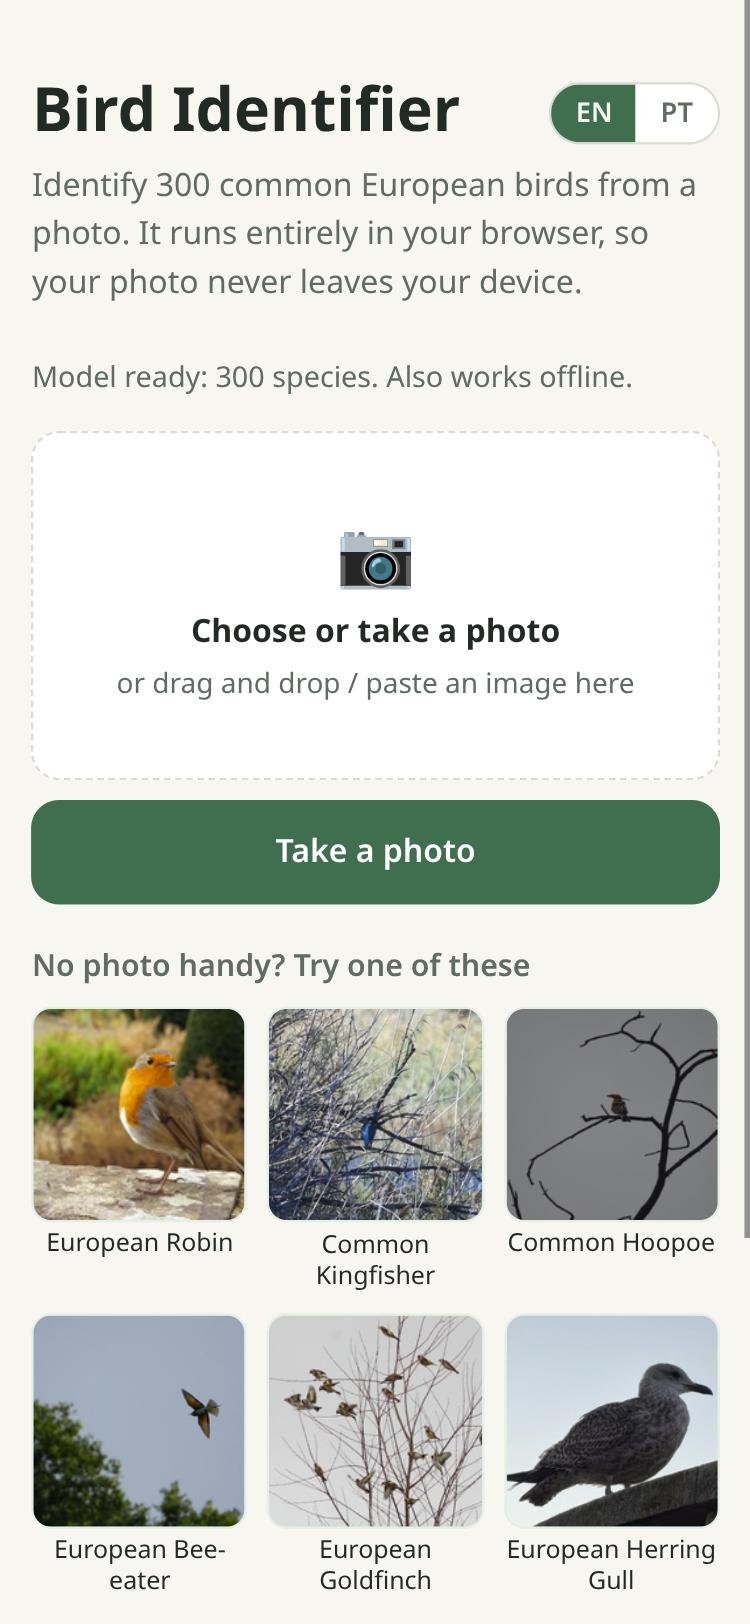 Bird Identifier
EN PT
Identify 300 common European birds from a
photo. It runs entirely in your browser, so
your photo never leaves your device.
Model ready: 300 species. Also works offline.
Choose or take a photo
or drag and drop / paste an image here
Take a photo
No photo handy? Try one of these
European Robin
Common
Kingfisher
Common Hoopoe
European Bee-
eater
European
Goldfinch
European Herring
Gull